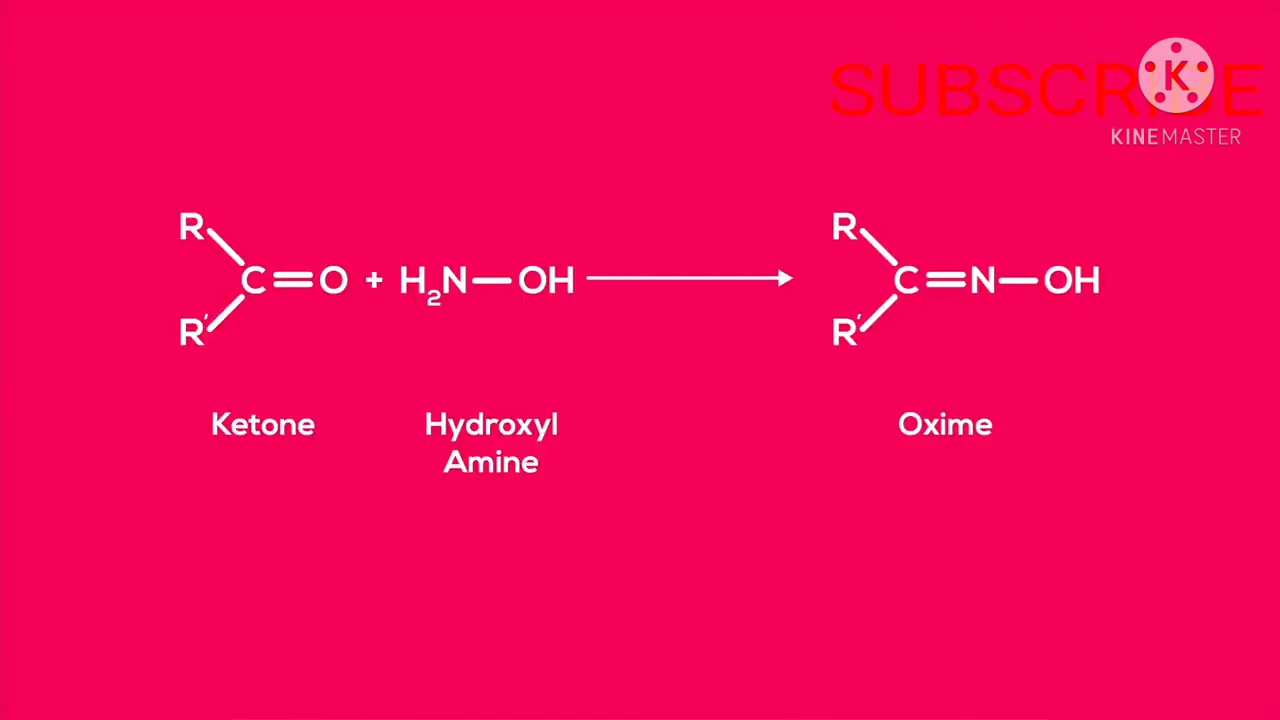 SUBSCRIBE
K
KINEMASTER
R
C=O + H₂N—OH
R'
R
C=N—OH
R'
Ketone
Hydroxyl
Amine
Oxime